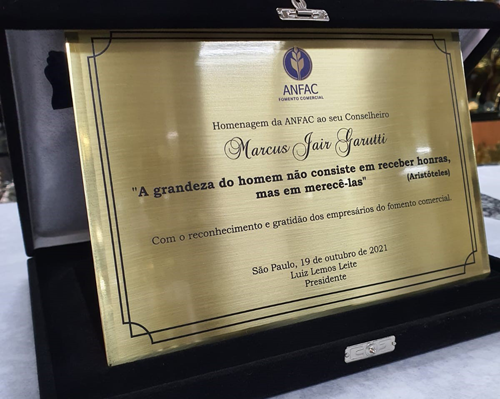 ANFAC
FOMENTO COMERCIAL
Homenagem da ANFAC ao seu Conselheiro
Marcus Jair Garutti
"A grandeza do homem não consiste em receber honras,
mas em merecê-las"
(Aristóteles)
Com o reconhecimento e gratidão dos empresários do fomento comercial.
São Paulo, 19 de outubro de 2021
Luiz Lemos Leite
Presidente